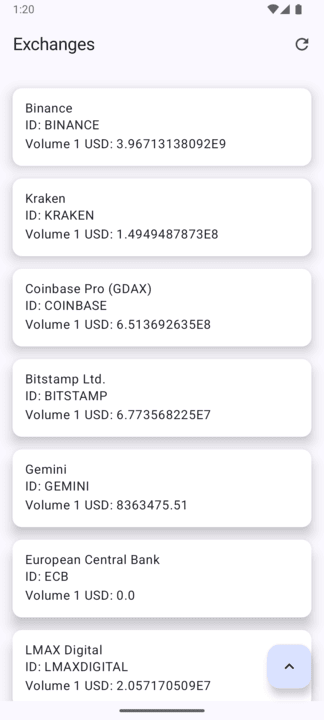 1:20
Exchanges
Binance
ID: BINANCE
Volume 1 USD: 3.96713138092E9
Kraken
ID: KRAKEN
Volume 1 USD: 1.4949487873E8
Coinbase Pro (GDAX)
ID: COINBASE
Volume 1 USD: 6.513692635E8
Bitstamp Ltd.
ID: BITSTAMP
Volume 1 USD: 6.773568225E7
Gemini
ID: GEMINI
Volume 1 USD: 8363475.51
European Central Bank
ID: ECB
Volume 1 USD: 0.0
LMAX Digital
ID: LMAXDIGITAL
Volume 1 USD: 2.057170509E7